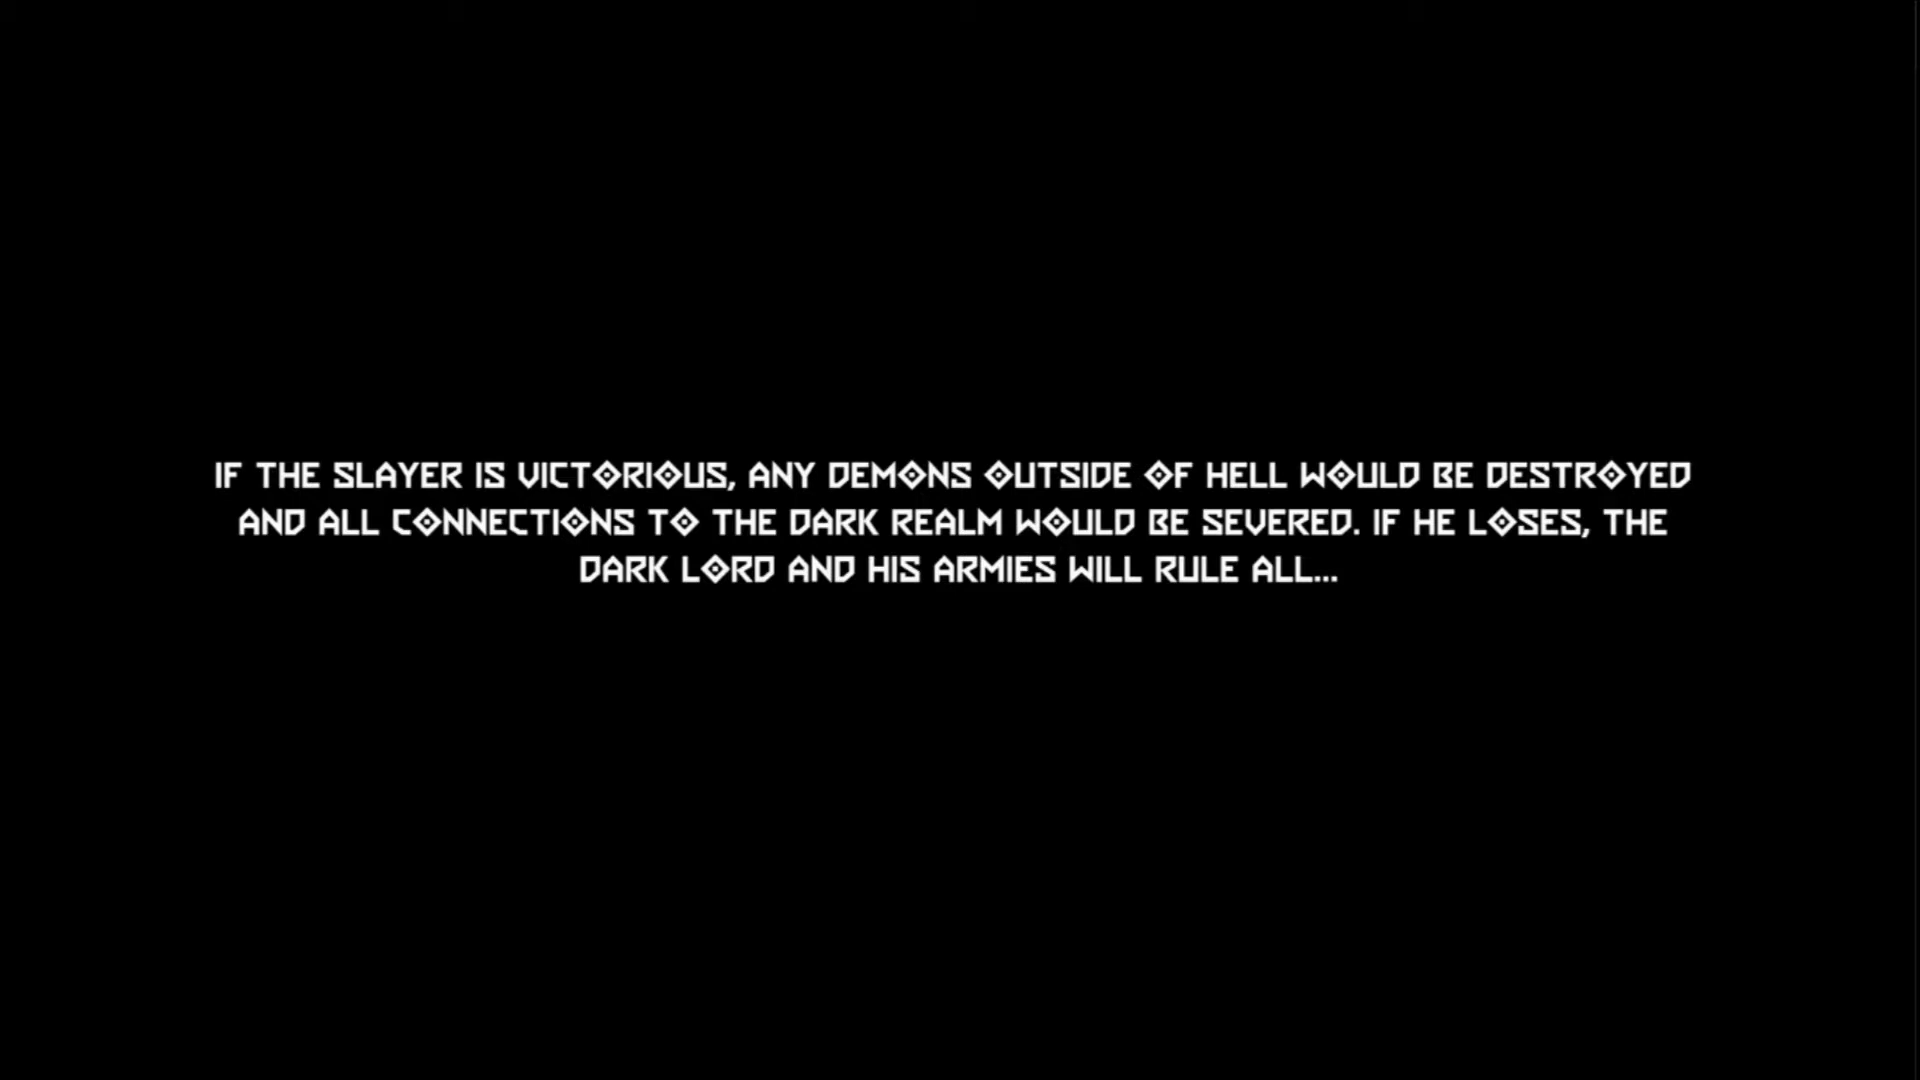 IF THE SLAYER IS VICTORIOUS, ANY DEMONS OUTSIDE OF HELL WOULD BE DESTROYED
AND ALL CONNECTIONS TO THE DARK REALM WOULD BE SEVERED. IF HE LOSES, THE
DARK LORD AND HIS ARMIES WILL RULE ALL...